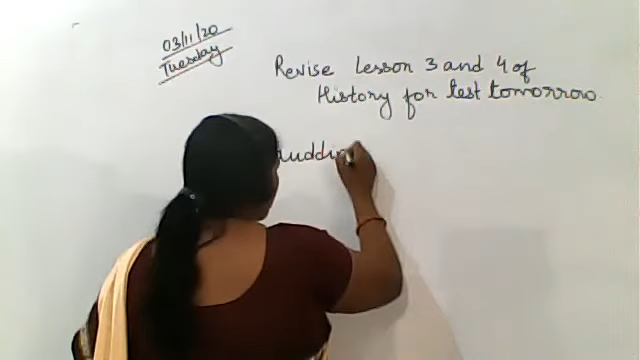 03/11/20
Tuesday
Revise Lesson 3 and 4 of
History for test tomorrow.